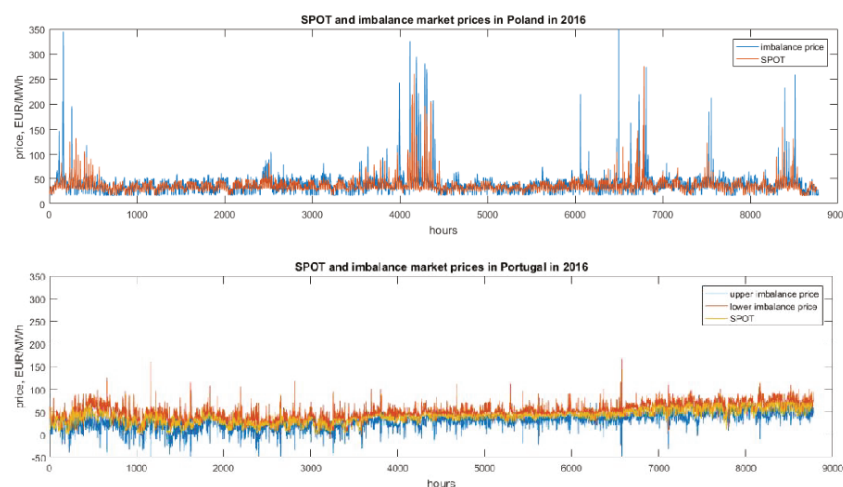 SPOT and imbalance market prices in Poland in 2016
350
300
250
200
150
100
50
0
price, EUR/MWh
imbalance price
SPOT
0 1000 2000 3000 4000 5000 6000 7000 8000 900
hours
SPOT and imbalance market prices in Portugal in 2016
350
300
250
200
150
100
50
0
-50
price, EUR/MWh
upper imbalance price
lower imbalance price
SPOT
0 1000 2000 3000 4000 5000 6000 7000 8000 9000
hours